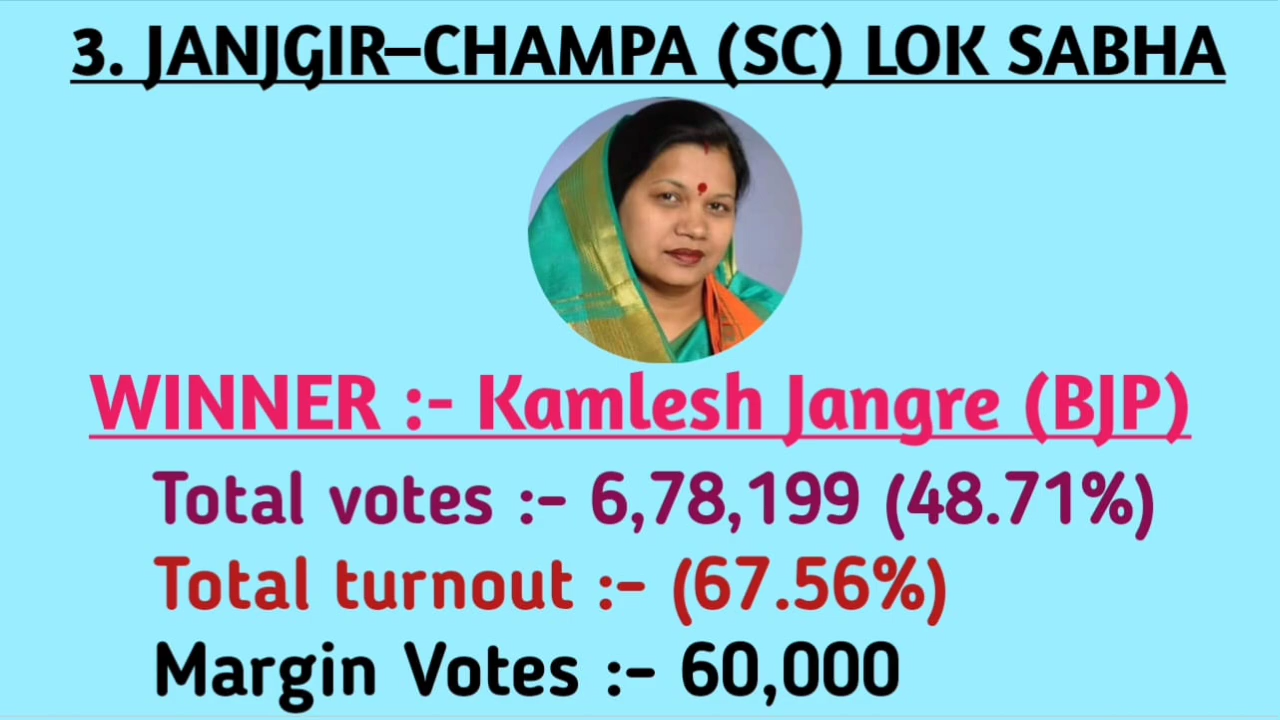 3. JANJGIR–CHAMPA (SC) LOK SABHA
WINNER :- Kamlesh Jangre (BJP)
Total votes :- 6,78,199 (48.71%)
Total turnout :- (67.56%)
Margin Votes :- 60,000